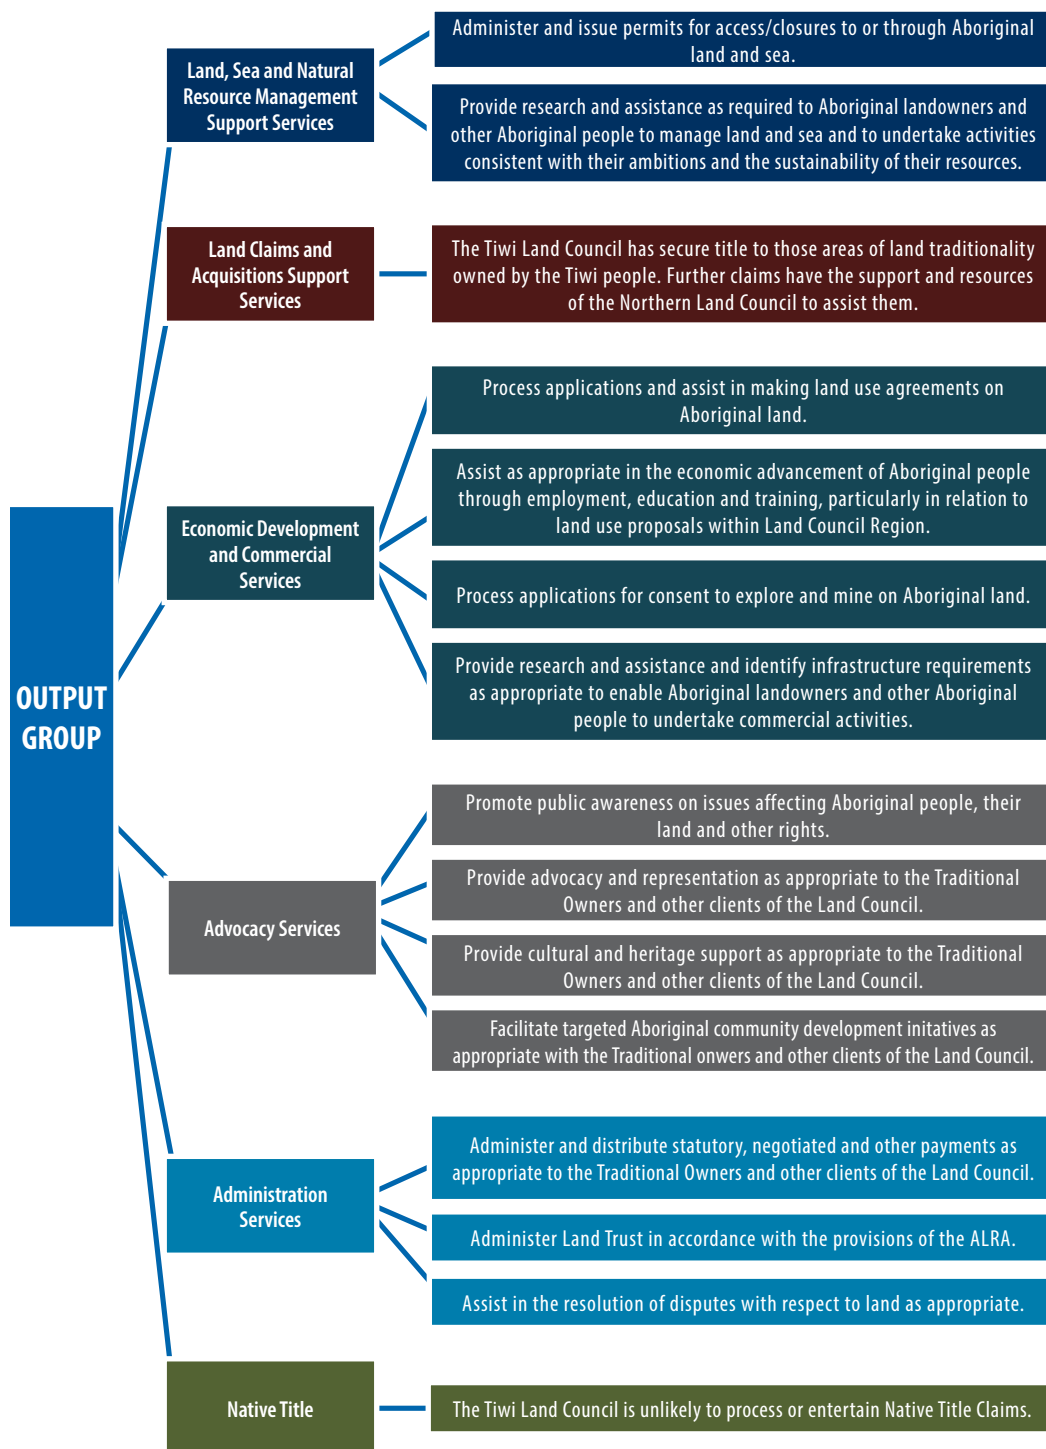 OUTPUT
GROUP
Land, Sea and Natural
Resource Management
Support Services
Administer and issue permits for access/closures to or through Aboriginal
land and sea.
Provide research and assistance as required to Aboriginal landowners and
other Aboriginal people to manage land and sea and to undertake activities
consistent with their ambitions and the sustainability of their resources.
Land Claims and
Acquisitions Support
Services
The Tiwi Land Council has secure title to those areas of land traditionality
owned by the Tiwi people. Further claims have the support and resources
of the Northern Land Council to assist them.
Economic Development
and Commercial
Services
Process applications and assist in making land use agreements on
Aboriginal land.
Assist as appropriate in the economic advancement of Aboriginal people
through employment, education and training, particularly in relation to
land use proposals within Land Council Region.
Process applications for consent to explore and mine on Aboriginal land.
Provide research and assistance and identify infrastructure requirements
as appropriate to enable Aboriginal landowners and other Aboriginal
people to undertake commercial activities.
Advocacy Services
Promote public awareness on issues affecting Aboriginal people, their
land and other rights.
Provide advocacy and representation as appropriate to the Traditional
Owners and other clients of the Land Council.
Provide cultural and heritage support as appropriate to the Traditional
Owners and other clients of the Land Council.
Facilitate targeted Aboriginal community development initatives as
appropriate with the Traditional onwers and other clients of the Land Council.
Administration
Services
Administer and distribute statutory, negotiated and other payments as
appropriate to the Traditional Owners and other clients of the Land Council.
Administer Land Trust in accordance with the provisions of the ALRA.
Assist in the resolution of disputes with respect to land as appropriate.
Native Title
The Tiwi Land Council is unlikely to process or entertain Native Title Claims.